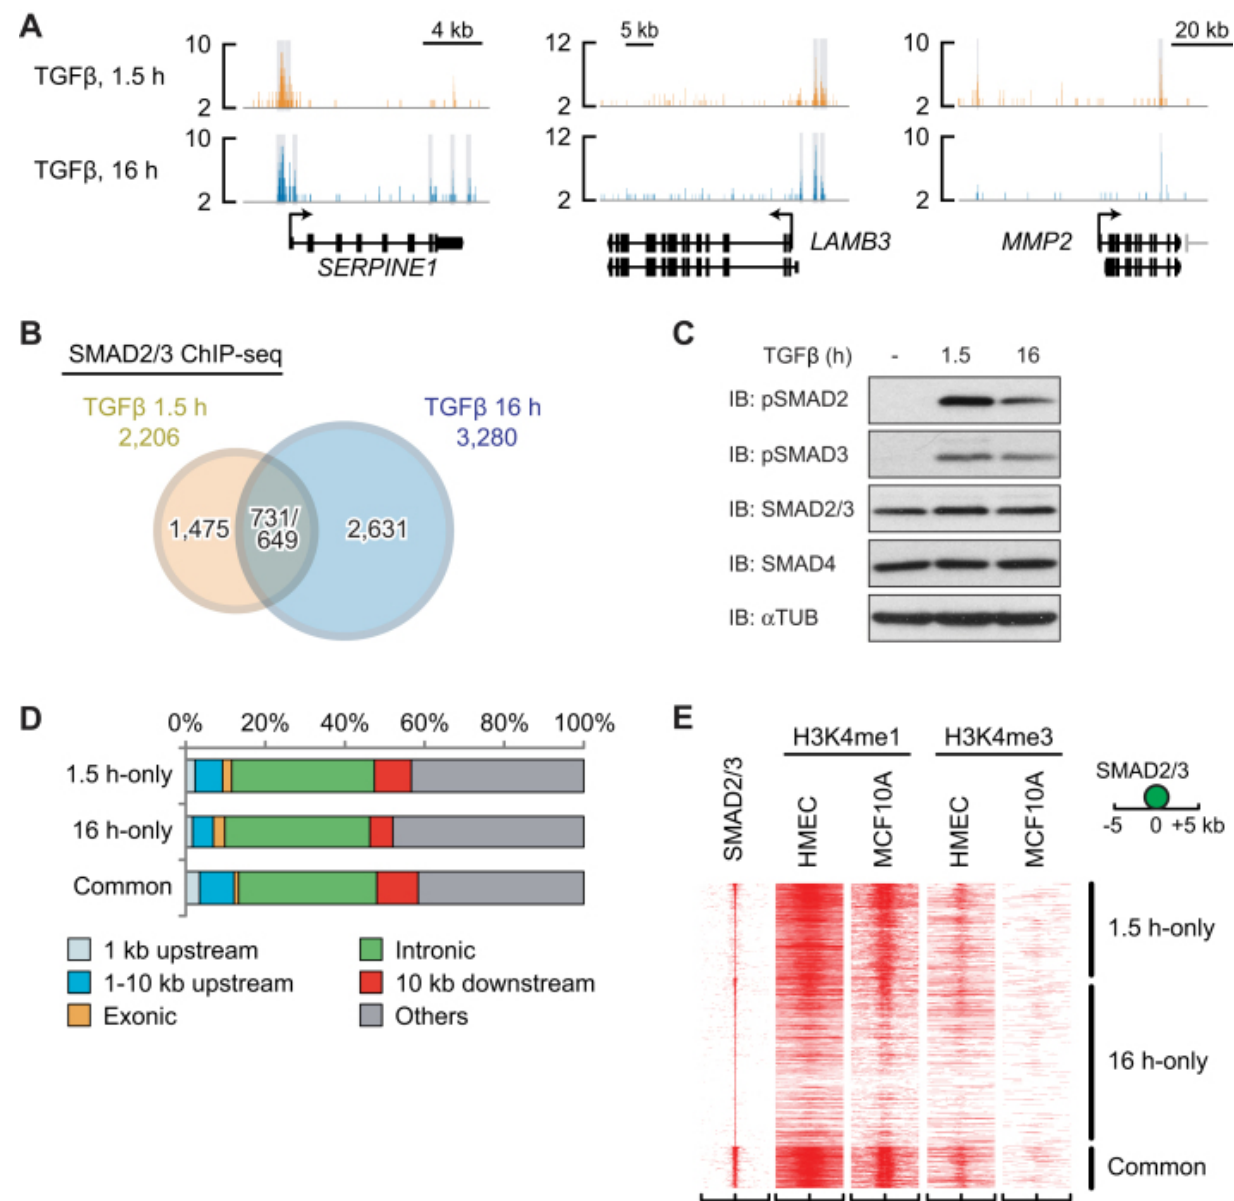 A
4 kb
5 kb
20 kb
TGFβ, 1.5 h
10
2
12
2
10
2
TGFβ, 16 h
10
2
12
2
10
2
SERPINE1
LAMB3
MMP2
B
SMAD2/3 ChIP-seq
TGFβ 1.5 h
2,206
TGFβ 16 h
3,280
1,475
731/
649
2,631
C
TGFβ (h) - 1.5 16
IB: pSMAD2
IB: pSMAD3
IB: SMAD2/3
IB: SMAD4
IB: αTUB
D
0% 20% 40% 60% 80% 100%
1.5 h-only
16 h-only
Common
1 kb upstream
1-10 kb upstream
Exonic
Intronic
10 kb downstream
Others
E
H3K4me1 H3K4me3
SMAD2/3
HMEC
MCF10A
HMEC
MCF10A
SMAD2/3
-5 0 +5 kb
1.5 h-only
16 h-only
Common